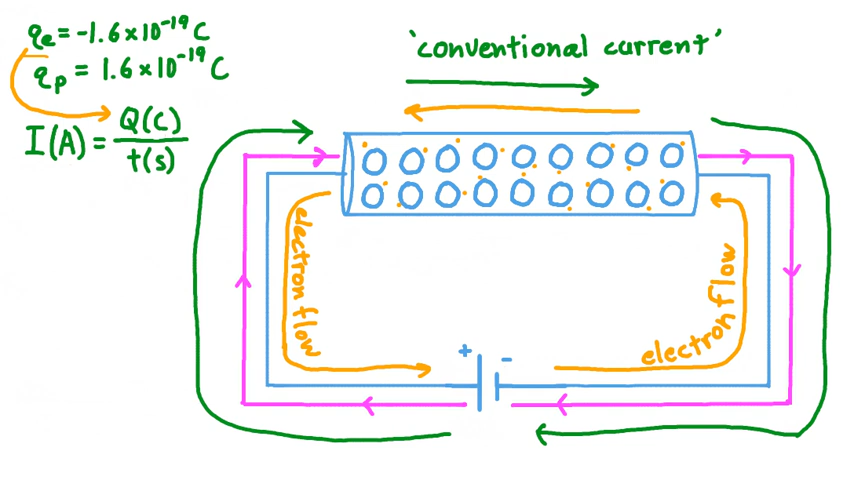 qe = -1.6×10⁻¹⁹ C
qp = 1.6×10⁻¹⁹ C
I(A) = Q(C)
t(s)
'conventional current'
electron flow
electron flow
+ -